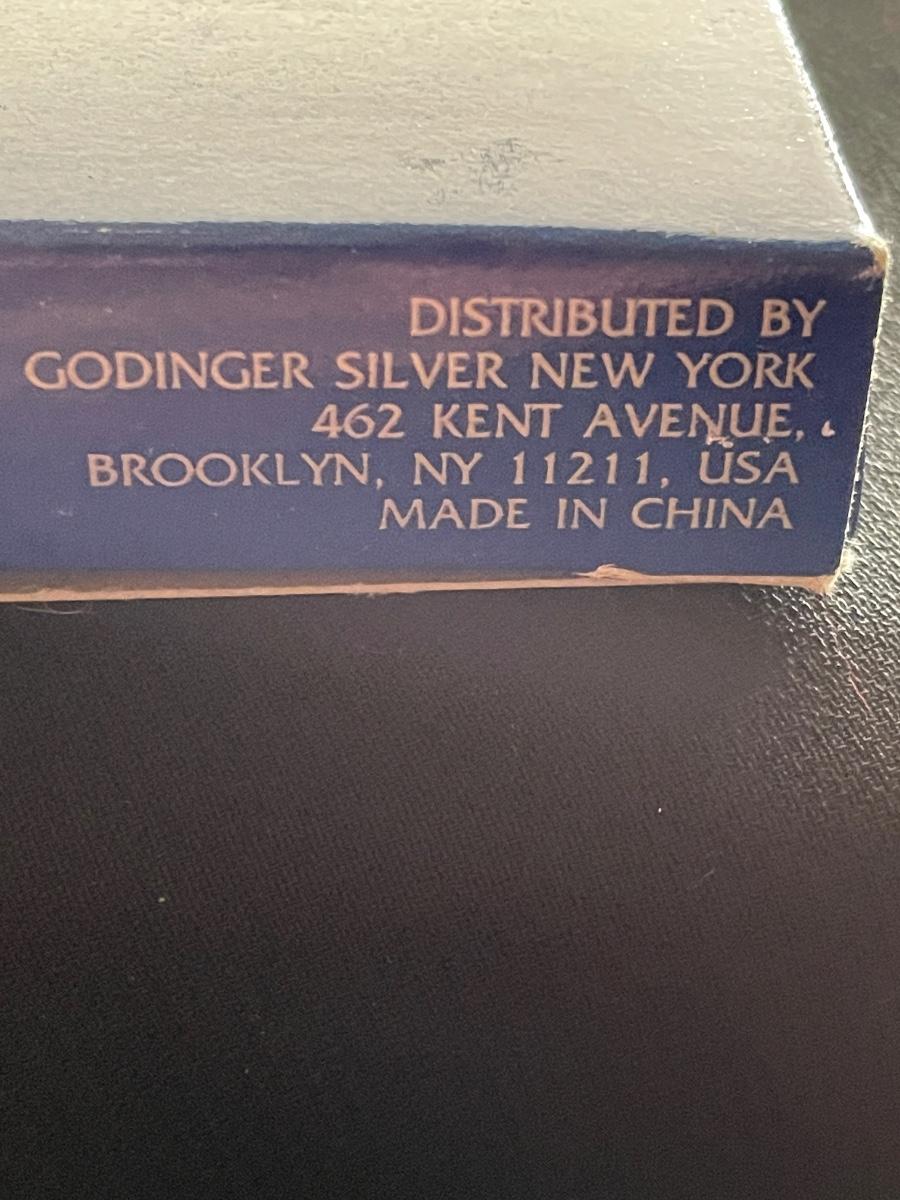 DISTRIBUTED BY
GODINGER SILVER NEW YORK
462 KENT AVENUE,
BROOKLYN, NY 11211, USA
MADE IN CHINA